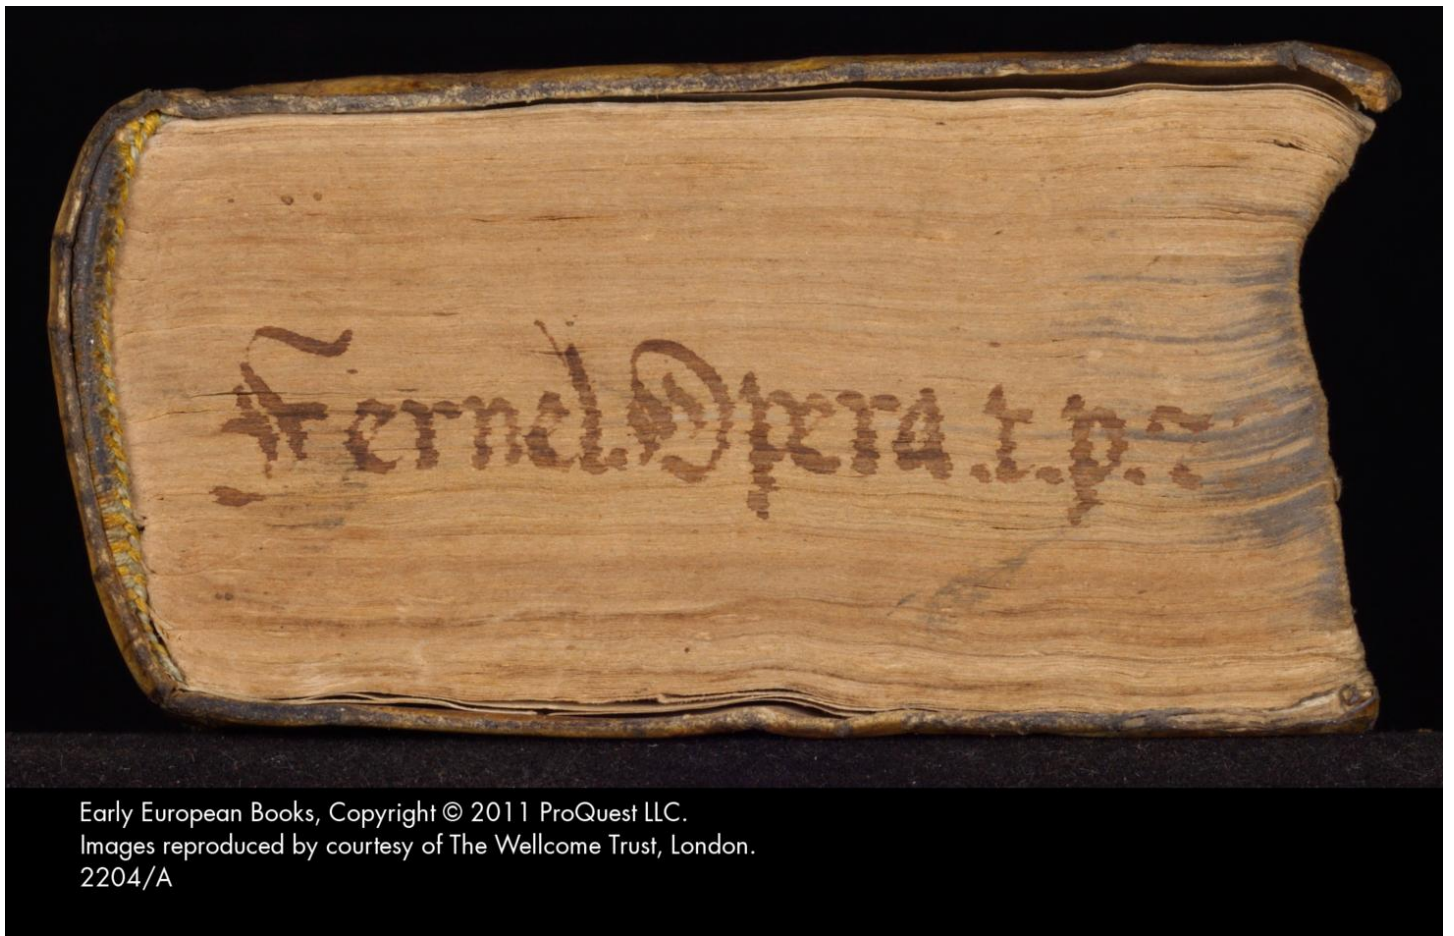 Fernel. Opera. t. p.
Early European Books, Copyright © 2011 ProQuest LLC.
Images reproduced by courtesy of The Wellcome Trust, London.
2204/A